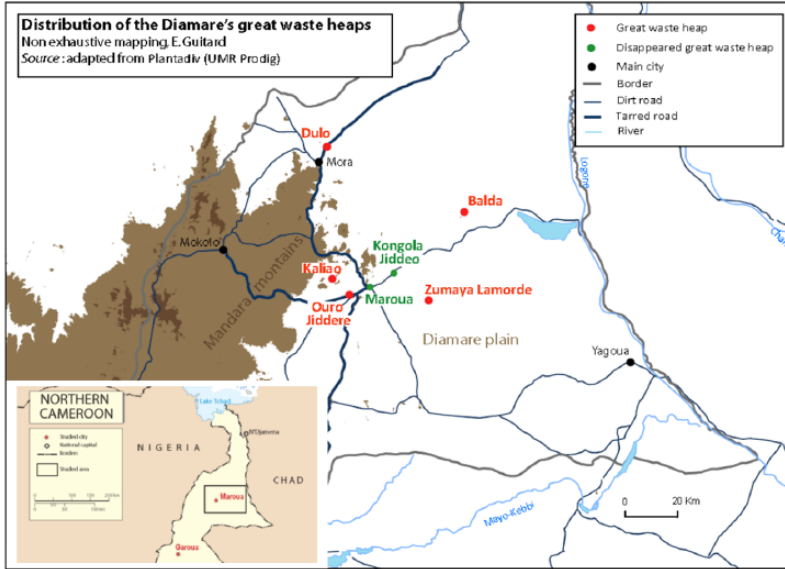 Distribution of the Diamare's great waste heaps
Non exhaustive mapping, E. Guitard
Source : adapted from Plantadiv (UMR Prodig)
Great waste heap
Disappeared great waste heap
Main city
Border
Dirt road
Tarred road
River
Dulo
Mora
Logone
Balda
Mokolo
Kongola
Jiddeo
Mandara montains
Kaliao
Maroua
Zumaya Lamorde
Ouro
Jiddere
Diamare plain
Yagoua
Mayo-Kebbi
0
20 Km
NORTHERN
CAMEROON
Lake Tchad
Studied city
National capital
Borders
Studied area
NIGERIA
N'Djamena
CHAD
Maroua
Garoua